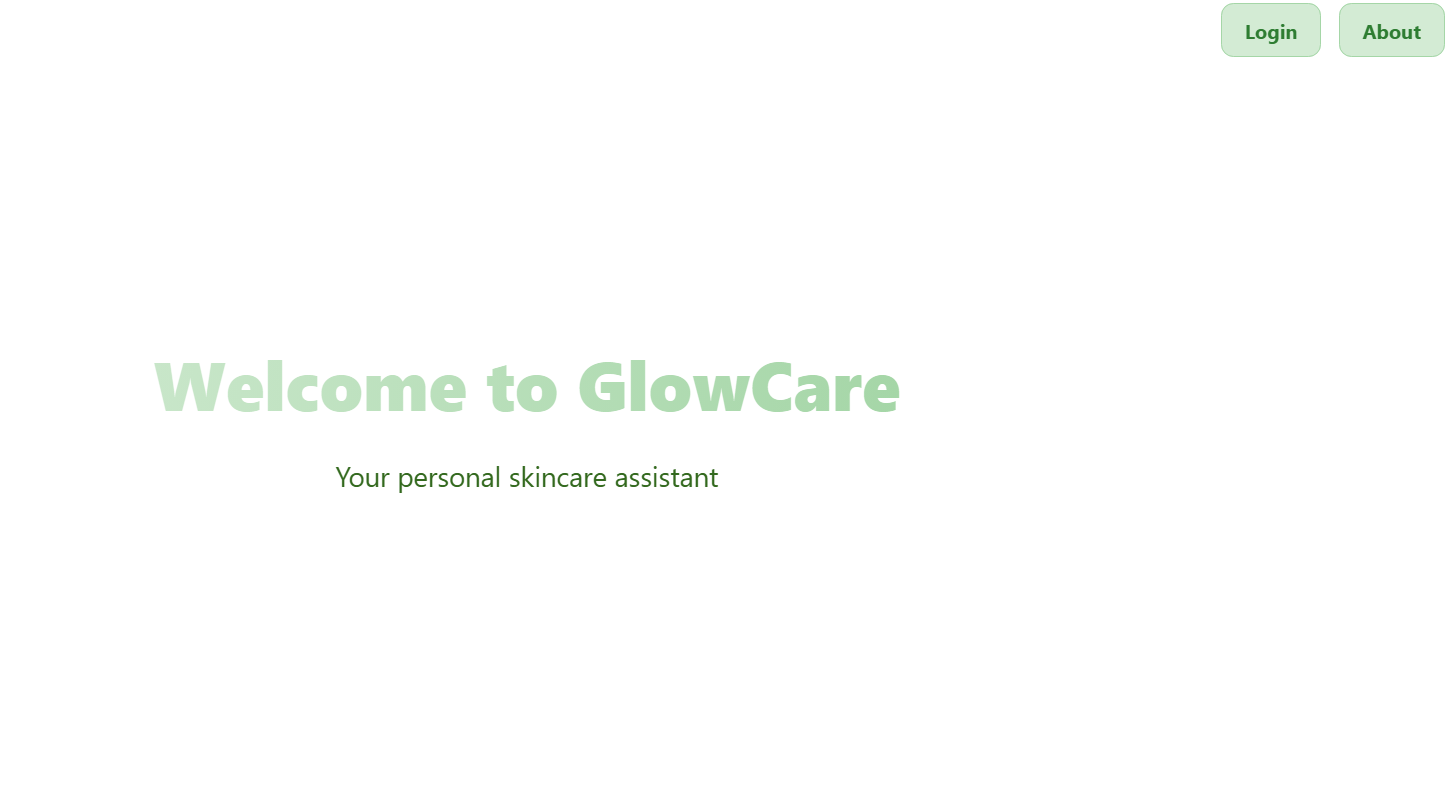 Login
About
Welcome to GlowCare
Your personal skincare assistant